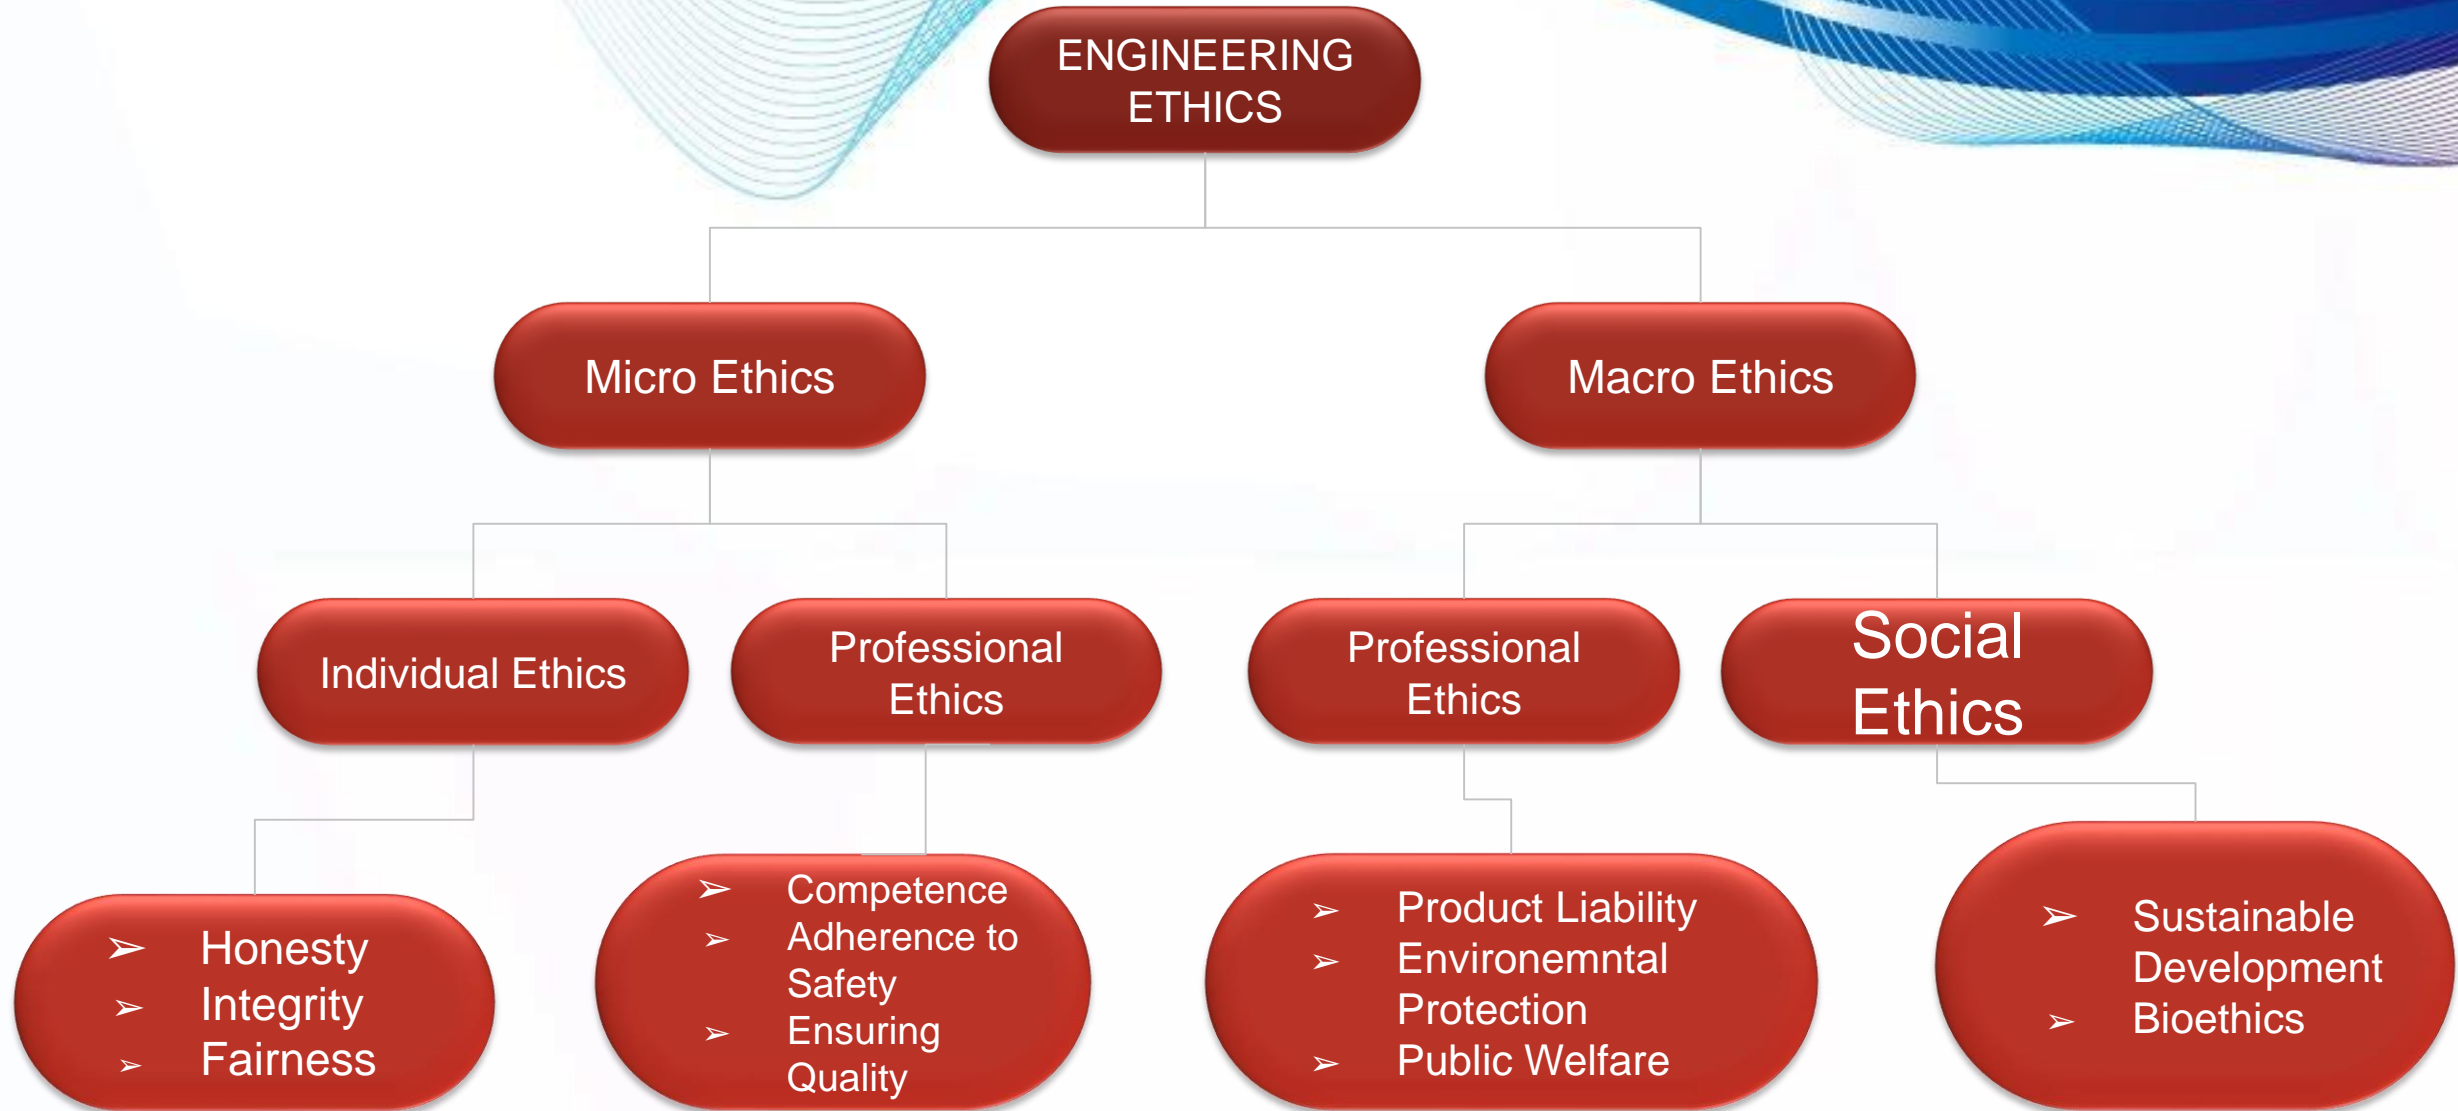 ENGINEERING
ETHICS
Micro Ethics
Macro Ethics
Individual Ethics
Professional
Ethics
Professional
Ethics
Social
Ethics
➢ Honesty
➢ Integrity
➢ Fairness
➢ Competence
➢ Adherence to
Safety
➢ Ensuring
Quality
➢ Product Liability
➢ Environemntal
Protection
➢ Public Welfare
➢ Sustainable
Development
➢ Bioethics